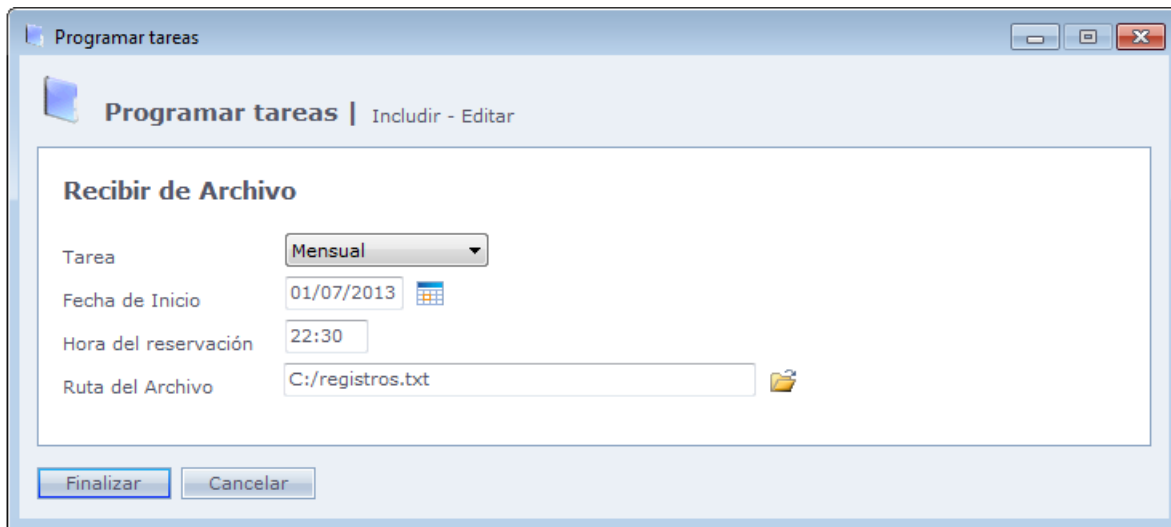 Programar tareas
Programar tareas | Includir - Editar
Recibir de Archivo
Tarea Mensual
Fecha de Inicio 01/07/2013
Hora del reservación 22:30
Ruta del Archivo C:/registros.txt
Finalizar Cancelar